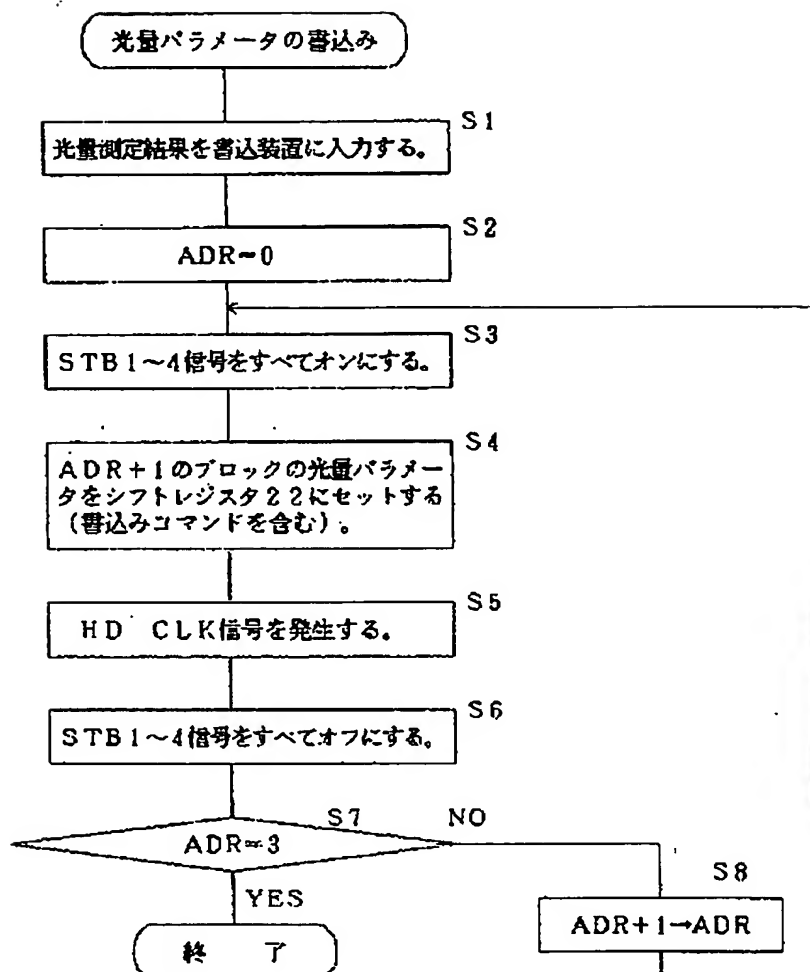 光量パラメータの書込み
S1
光量測定結果を書込装置に入力する。
S2
ADR=0
S3
STB1〜4信号をすべてオンにする。
S4
ADR+1のブロックの光量パラメー
タをシフトレジスタ22にセットする
(書込みコマンドを含む)。
S5
HD CLK信号を発生する。
S6
STB1〜4信号をすべてオフにする。
S7
NO
ADR=3
S8
YES
ADR+1→ADR
終 了